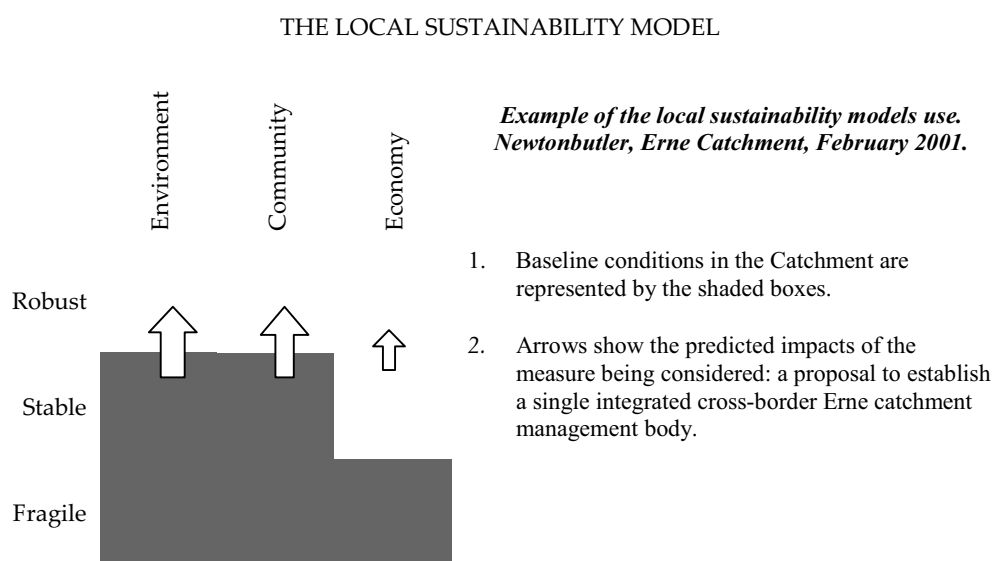 THE LOCAL SUSTAINABILITY MODEL
Environment
Community
Economy
Example of the local sustainability models use.
Newtonbutler, Erne Catchment, February 2001.
1. Baseline conditions in the Catchment are
represented by the shaded boxes.
2. Arrows show the predicted impacts of the
measure being considered: a proposal to establish
a single integrated cross-border Erne catchment
management body.
Robust
Stable
Fragile